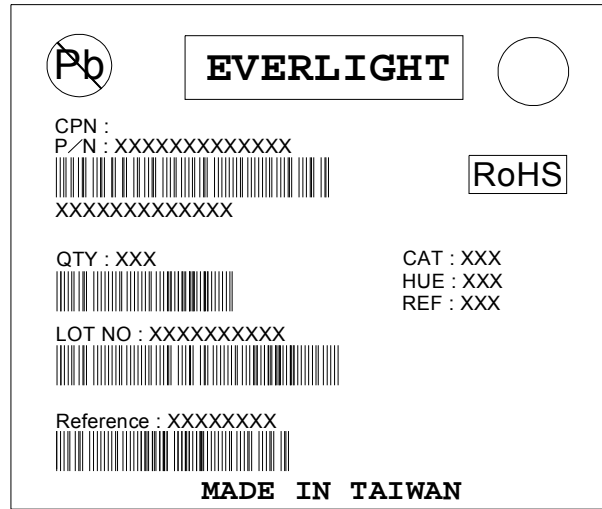 Pb
EVERLIGHT
CPN :
P/N : XXXXXXXXXXXXX
RoHS
XXXXXXXXXXXXX
QTY : XXX
CAT : XXX
HUE : XXX
REF : XXX
LOT NO : XXXXXXXXXX
Reference : XXXXXXXX
MADE IN TAIWAN